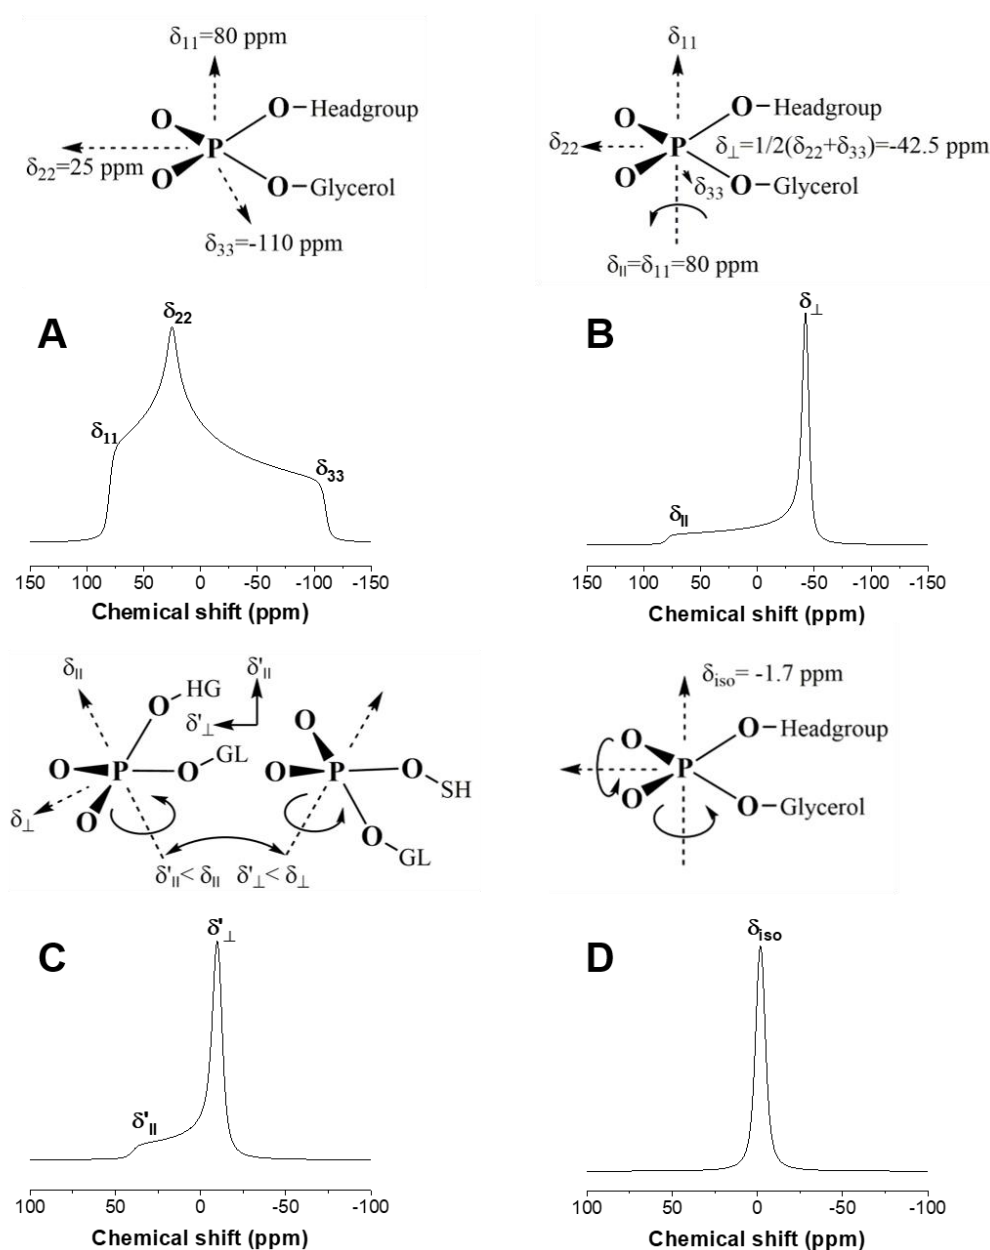 δ11=80 ppm
O
O–Headgroup
P
δ22=25 ppm
O
O–Glycerol
δ33=-110 ppm
δ11
O
O–Headgroup
δ22
P
δ⊥=1/2(δ22+δ33)=-42.5 ppm
O
δ33
O–Glycerol
δ||=δ11=80 ppm
A
δ22
δ11
δ33
150 100 50 0 -50 -100 -150
Chemical shift (ppm)
B
δ⊥
δ||
150 100 50 0 -50 -100 -150
Chemical shift (ppm)
δ||
HG
O
δ'||
δ'⊥
O
GL
O
P
O
O
P
O
SH
δ⊥
O
O
GL
δ'||< δ|| δ'⊥< δ⊥
δiso= -1.7 ppm
O
O–Headgroup
P
O
O–Glycerol
C
δ'⊥
δ'||
100 50 0 -50 -100
Chemical shift (ppm)
D
δiso
100 50 0 -50 -100
Chemical shift (ppm)